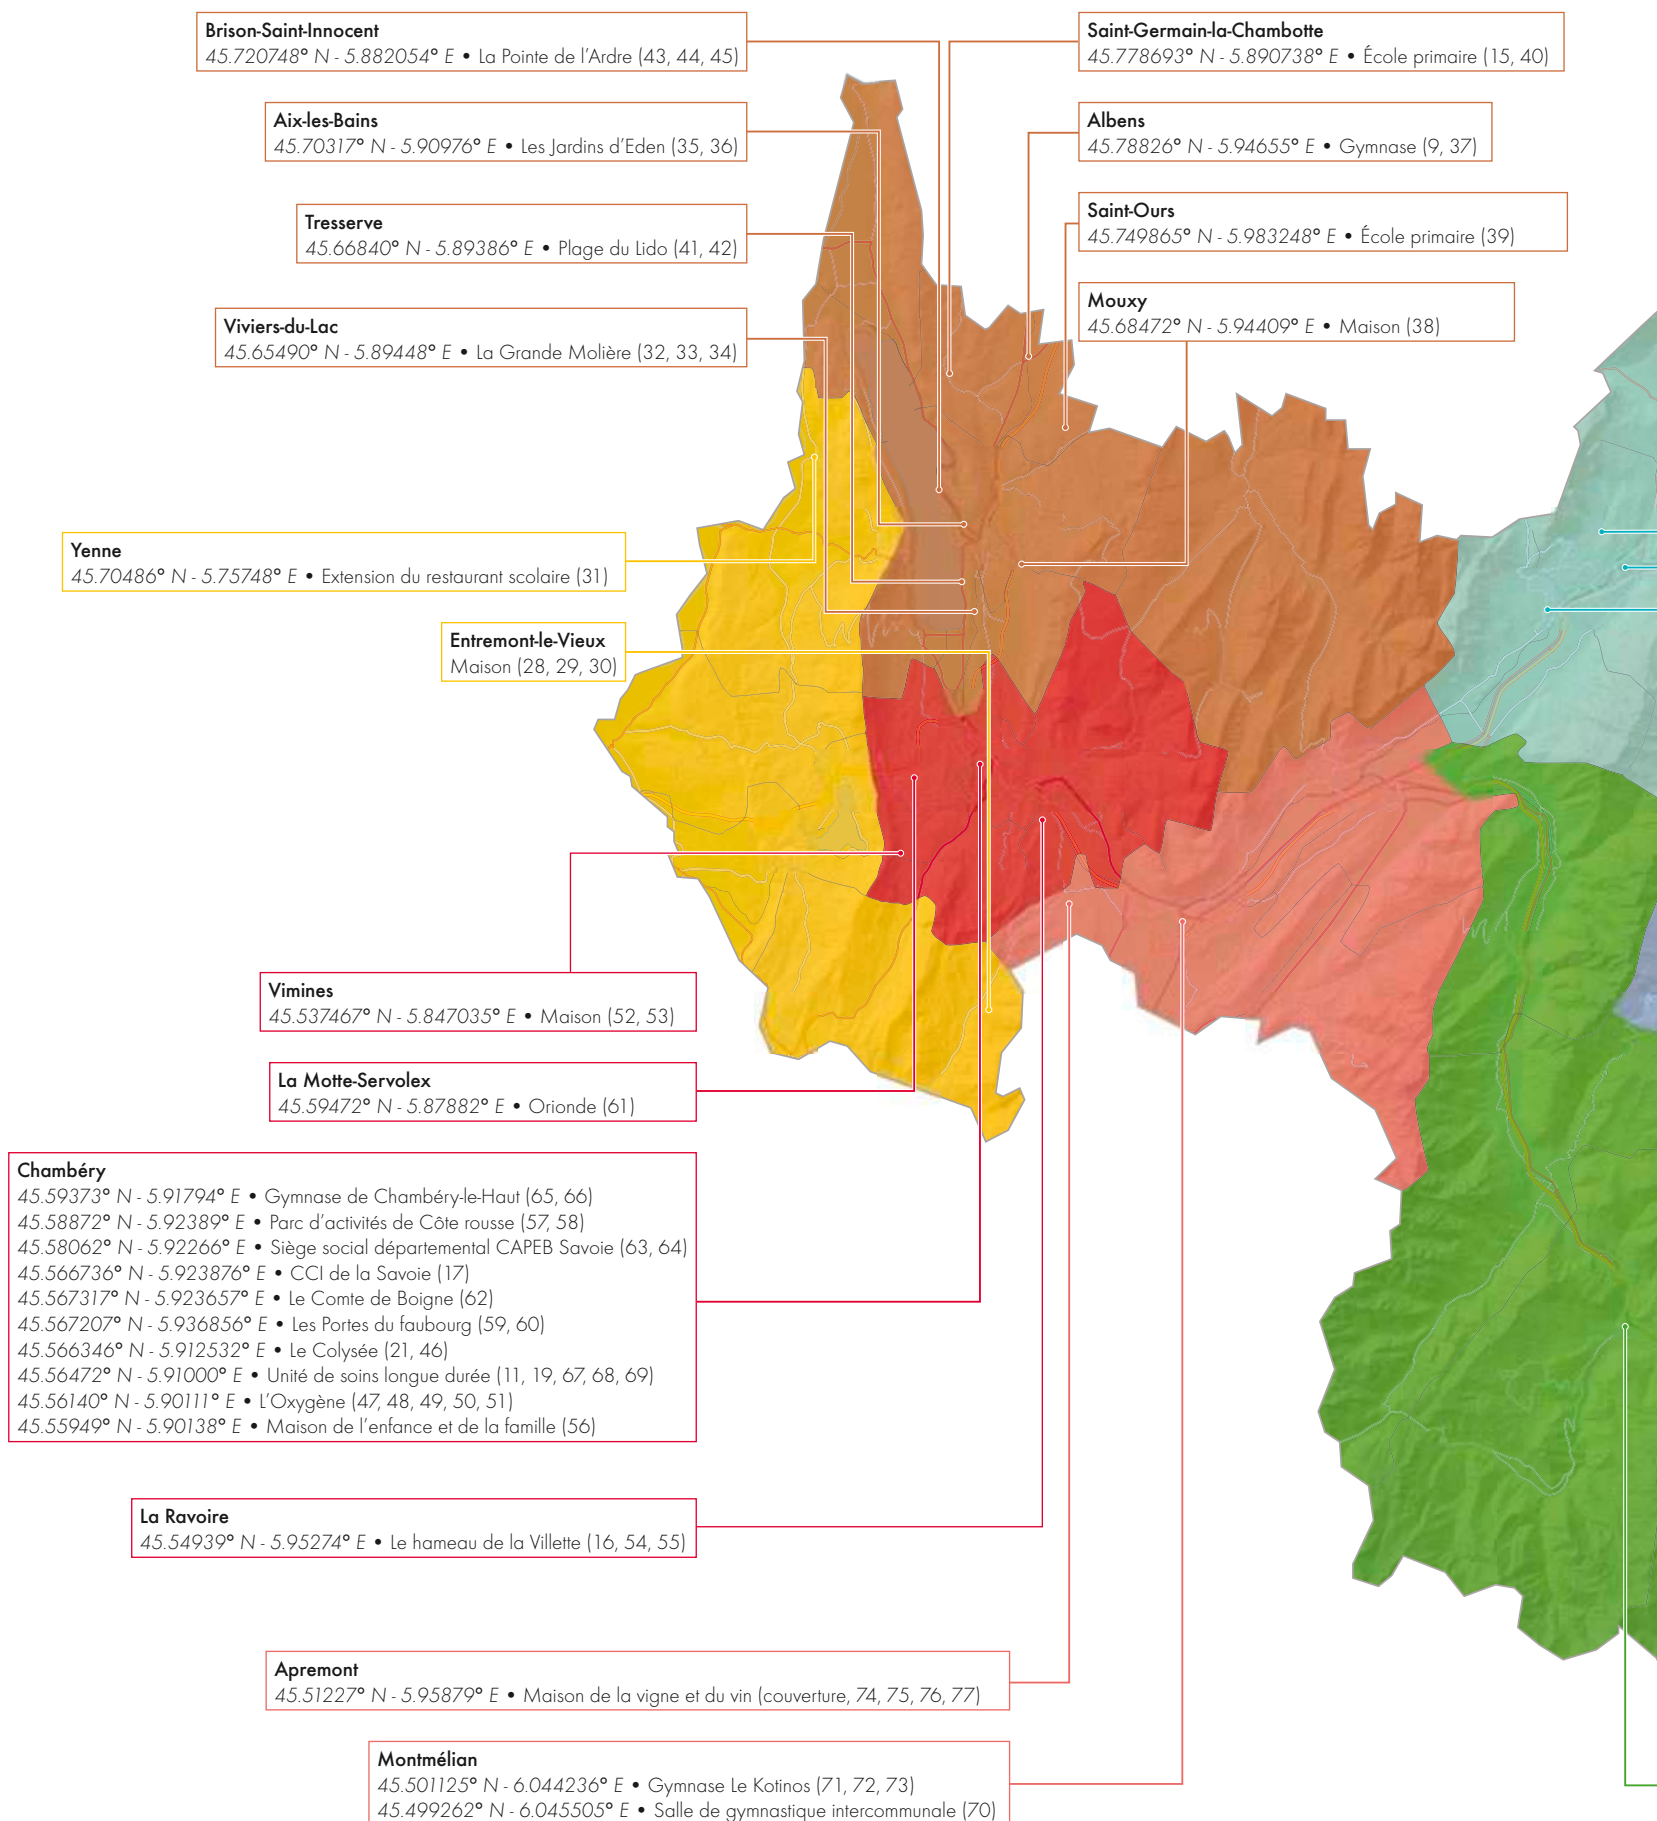 Brison-Saint-Innocent
45.720748° N - 5.882054° E • La Pointe de l'Ardre (43, 44, 45)
Aix-les-Bains
45.70317° N - 5.90976° E • Les Jardins d'Eden (35, 36)
Tresserve
45.66840° N - 5.89386° E • Plage du Lido (41, 42)
Viviers-du-Lac
45.65490° N - 5.89448° E • La Grande Molière (32, 33, 34)
Saint-Germain-la-Chambotte
45.778693° N - 5.890738° E • École primaire (15, 40)
Albens
45.78826° N - 5.94655° E • Gymnase (9, 37)
Saint-Ours
45.749865° N - 5.983248° E • École primaire (39)
Mouxy
45.68472° N - 5.94409° E • Maison (38)
Yenne
45.70486° N - 5.75748° E • Extension du restaurant scolaire (31)
Entremont-le-Vieux
Maison (28, 29, 30)
Vimines
45.537467° N - 5.847035° E • Maison (52, 53)
La Motte-Servolex
45.59472° N - 5.87882° E • Orionde (61)
Chambéry
45.59373° N - 5.91794° E • Gymnase de Chambéry-le-Haut (65, 66)
45.58872° N - 5.92389° E • Parc d'activités de Côte rousse (57, 58)
45.58062° N - 5.92266° E • Siège social départemental CAPEB Savoie (63, 64)
45.566736° N - 5.923876° E • CCI de la Savoie (17)
45.567317° N - 5.923657° E • Le Comte de Boigne (62)
45.567207° N - 5.936856° E • Les Portes du faubourg (59, 60)
45.566346° N - 5.912532° E • Le Colysée (21, 46)
45.56472° N - 5.91000° E • Unité de soins longue durée (11, 19, 67, 68, 69)
45.56140° N - 5.90111° E • L'Oxygène (47, 48, 49, 50, 51)
45.55949° N - 5.90138° E • Maison de l'enfance et de la famille (56)
La Ravoire
45.54939° N - 5.95274° E • Le hameau de la Villette (16, 54, 55)
Apremont
45.51227° N - 5.95879° E • Maison de la vigne et du vin (couverture, 74, 75, 76, 77)
Montmélian
45.501125° N - 6.044236° E • Gymnase Le Kotinos (71, 72, 73)
45.499262° N - 6.045505° E • Salle de gymnastique intercommunale (70)